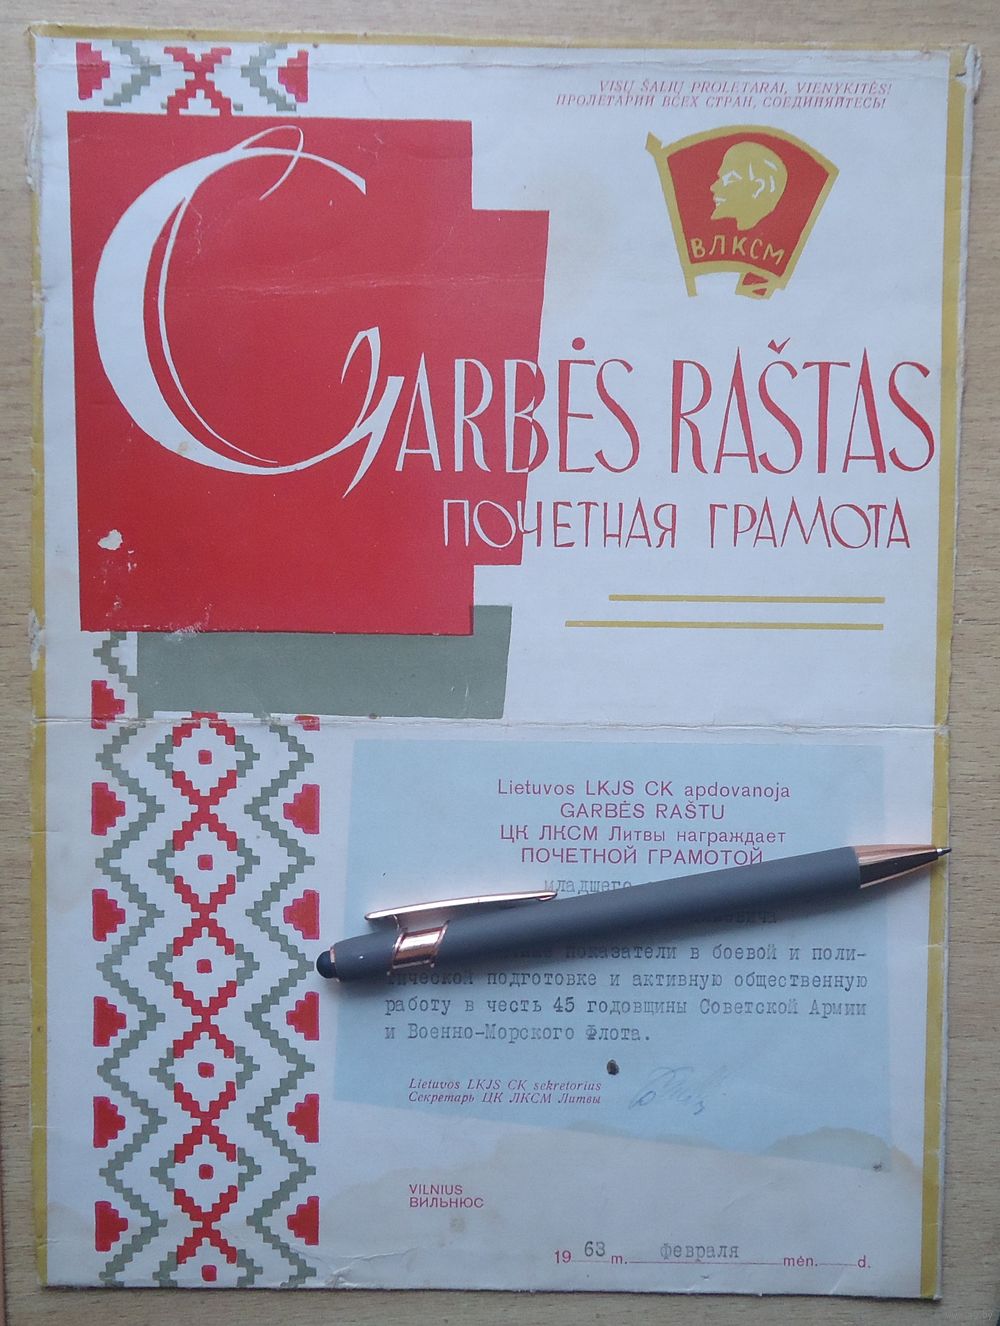 VISŲ ŠALIŲ PROLETARAI, VIENYKITĖS!
ПРОЛЕТАРИИ ВСЕХ СТРАН, СОЕДИНЯЙТЕСЬ!
ВЛКСМ
GARBĖS RAŠTAS
ПОЧЕТНАЯ ГРАМОТА
Lietuvos LKJS CK apdovanoja
GARBĖS RAŠTU
ЦК ЛКСМ Литвы награждает
ПОЧЕТНОЙ ГРАМОТОЙ
младшего
показатели в боевой и поли-
тической подготовке и активную общественную
работу в честь 45 годовщины Советской Армии
и Военно-Морского Флота.
Lietuvos LKJS CK sekretorius
Секретарь ЦК ЛКСМ Литвы
VILNIUS
ВИЛЬНЮС
19 63 m. февраля mėn. d.